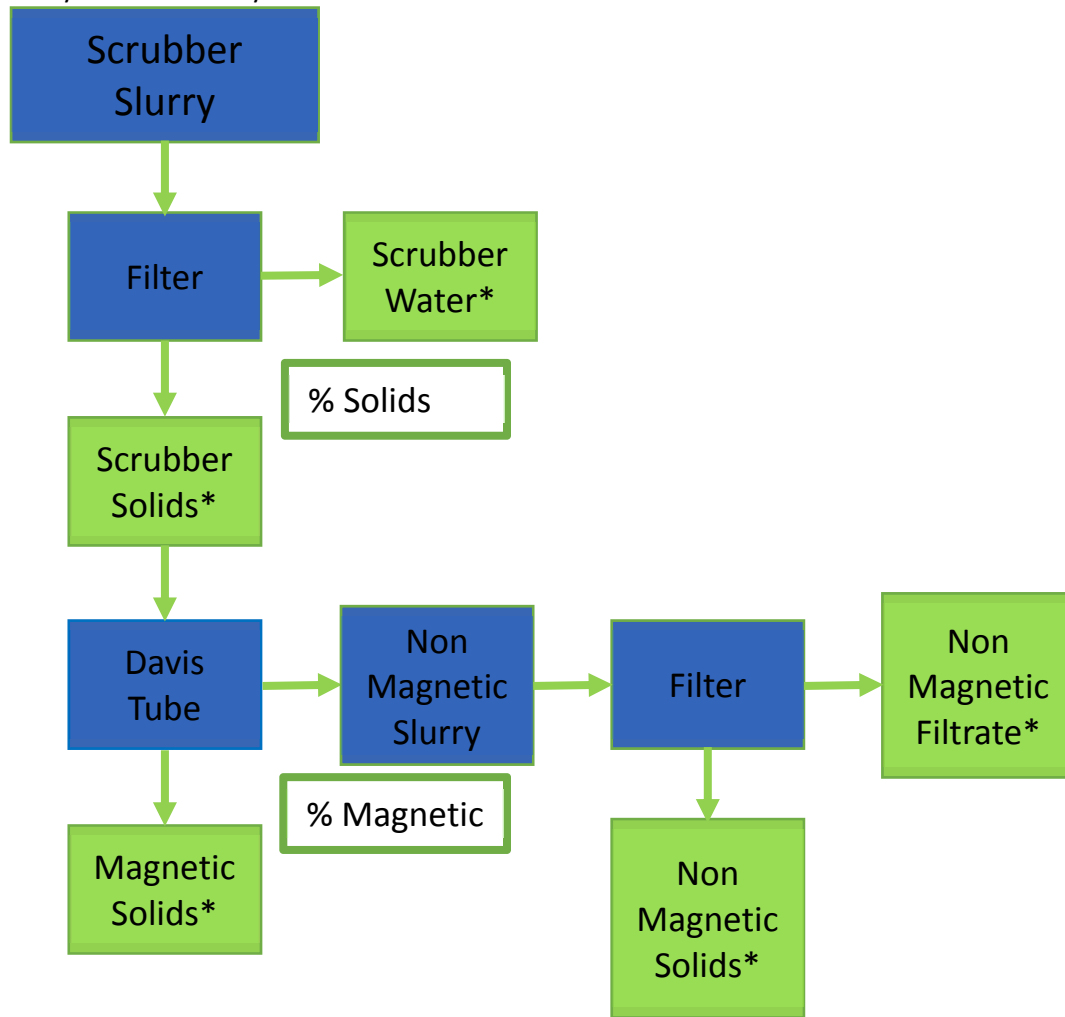 Scrubber
Slurry
Filter
Scrubber
Water*
% Solids
Scrubber
Solids*
Davis
Tube
Non
Magnetic
Slurry
Filter
Non
Magnetic
Filtrate*
% Magnetic
Magnetic
Solids*
Non
Magnetic
Solids*